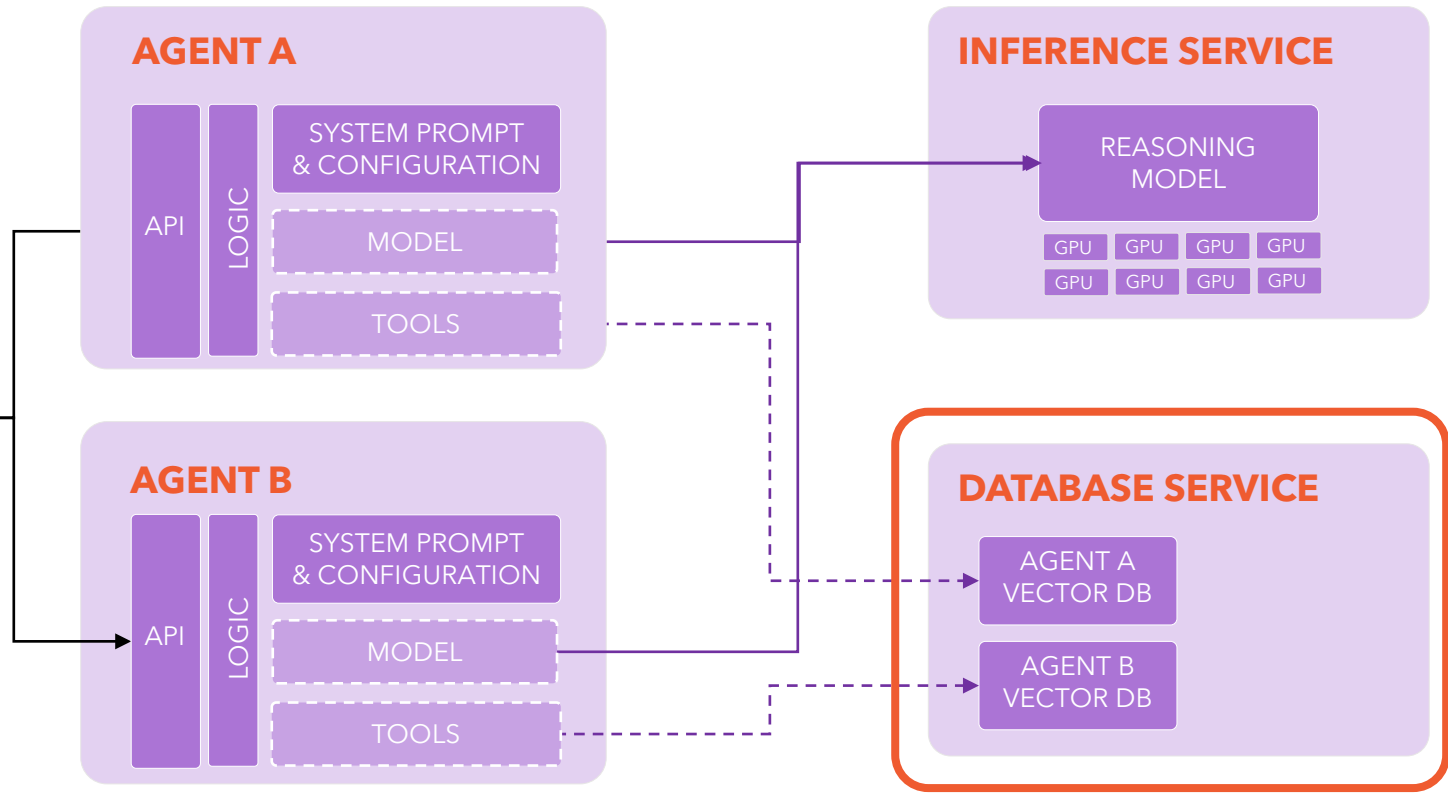 AGENT A
API
LOGIC
SYSTEM PROMPT
& CONFIGURATION
MODEL
TOOLS
INFERENCE SERVICE
REASONING
MODEL
GPU GPU GPU GPU
GPU GPU GPU GPU
AGENT B
API
LOGIC
SYSTEM PROMPT
& CONFIGURATION
MODEL
TOOLS
DATABASE SERVICE
AGENT A
VECTOR DB
AGENT B
VECTOR DB